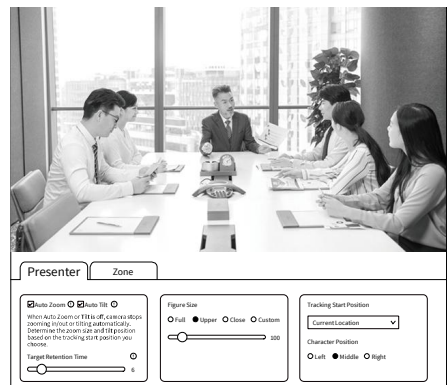 Presenter Zone
Auto Zoom Auto Tilt
When Auto Zoom or Tilt is off, camera stops
zooming in/out or tilting automatically.
Determine the zoom size and tilt position
based on the tracking start position you
choose.
Target Retention Time
6
Figure Size
Full Upper Close Custom
100
Tracking Start Position
Current Location
Character Position
Left Middle Right